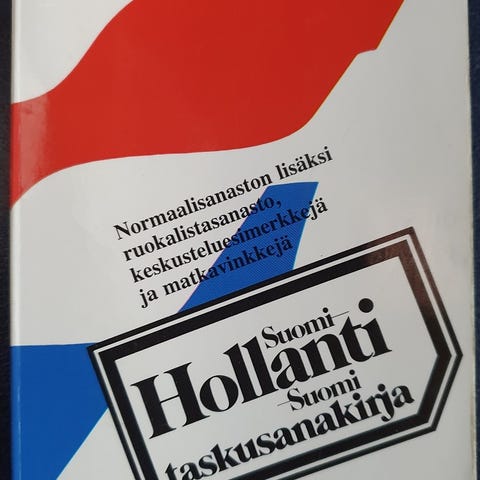 Normaalisanaston lisäksi
ruokalistasanasto,
keskusteluesimerkkejä
ja matkavinkkejä
Suomi–
Hollanti
–Suomi
taskusanakirja